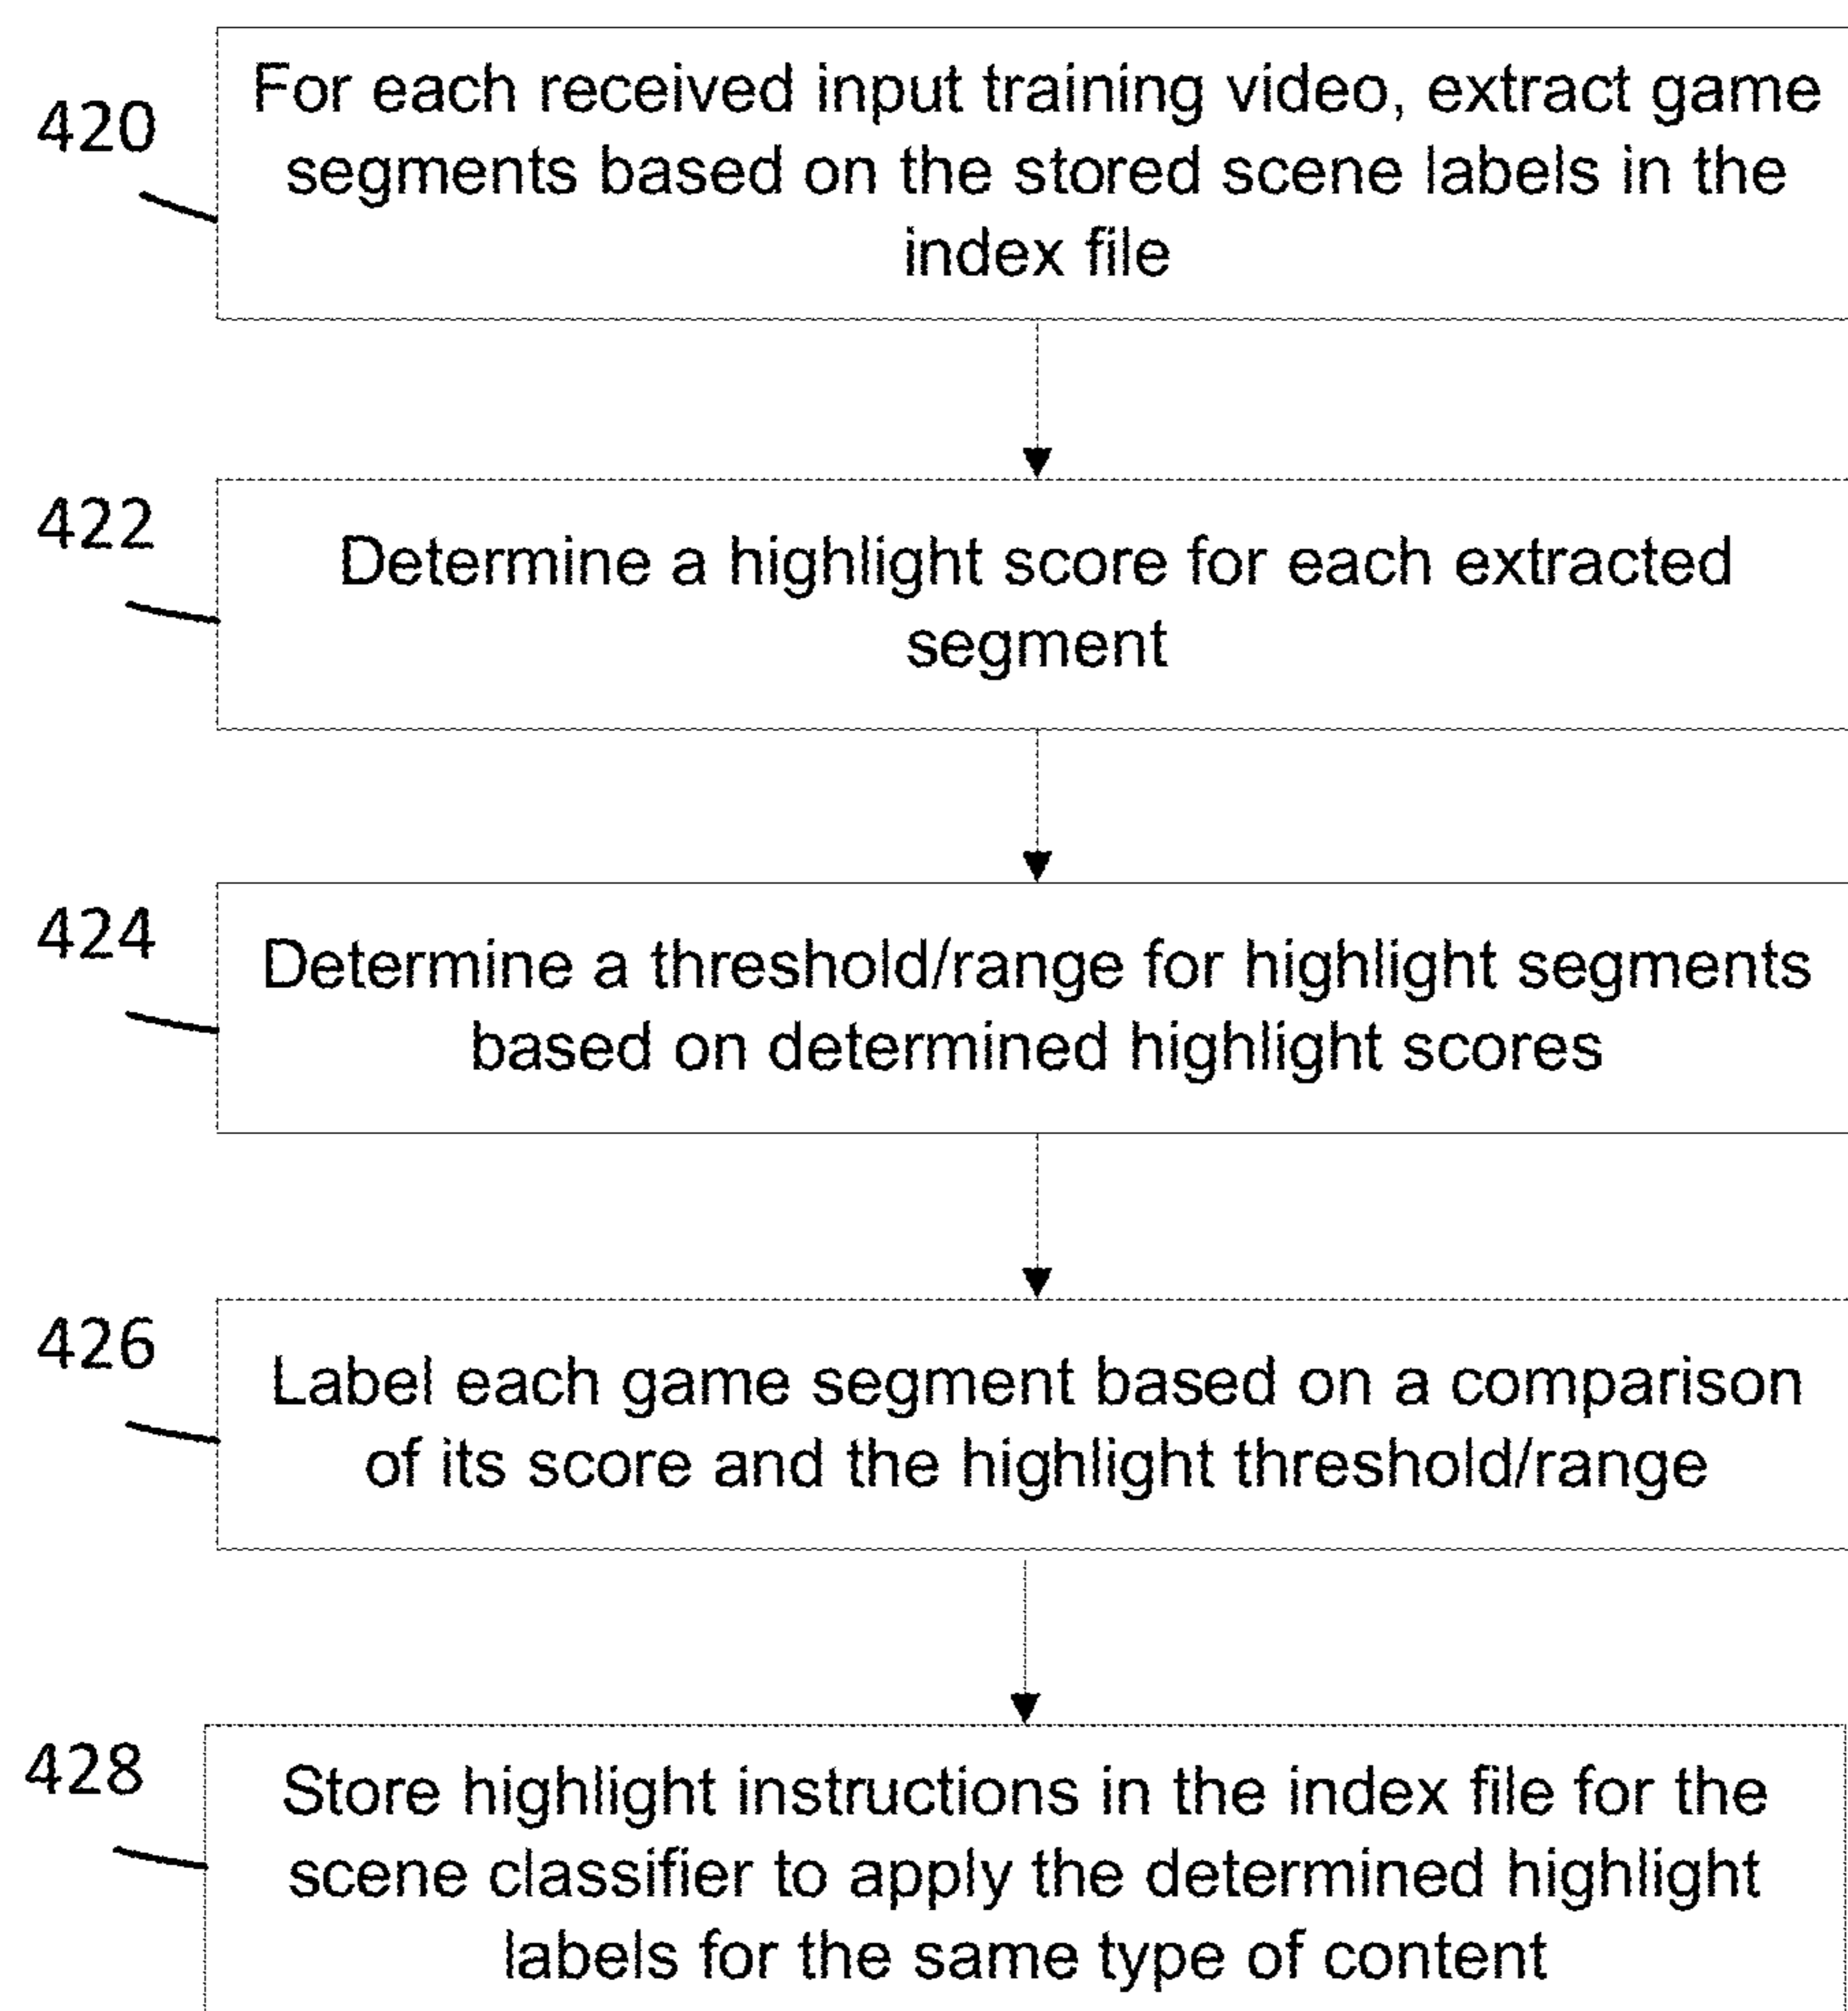 420
For each received input training video, extract game
segments based on the stored scene labels in the
index file
422
Determine a highlight score for each extracted
segment
424
Determine a threshold/range for highlight segments
based on determined highlight scores
426
Label each game segment based on a comparison
of its score and the highlight threshold/range
428
Store highlight instructions in the index file for the
scene classifier to apply the determined highlight
labels for the same type of content